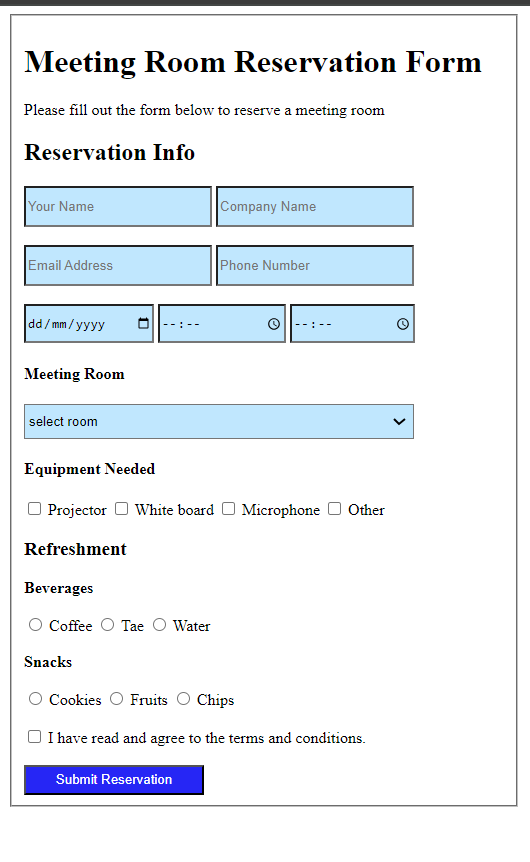 Meeting Room Reservation Form
Please fill out the form below to reserve a meeting room
Reservation Info
Your Name Company Name
Email Address Phone Number
dd/mm/yyyy --:-- --:--
Meeting Room
select room
Equipment Needed
Projector White board Microphone Other
Refreshment
Beverages
Coffee Tae Water
Snacks
Cookies Fruits Chips
I have read and agree to the terms and conditions.
Submit Reservation